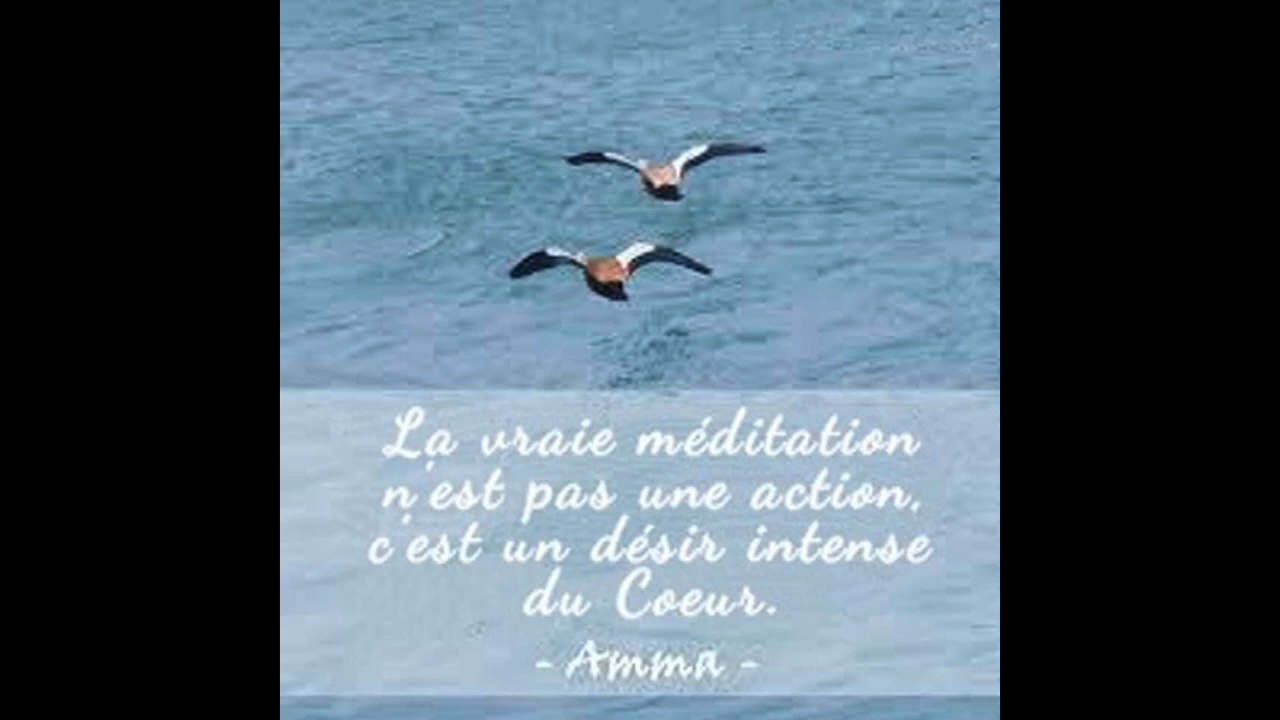 La vraie méditation
n'est pas une action,
c'est un désir intense
du Coeur.
- Amma -